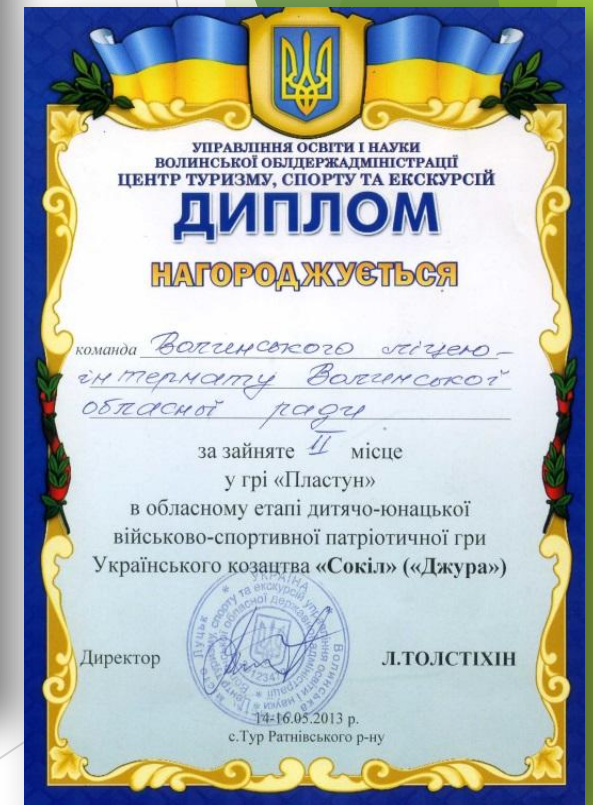 УПРАВЛІННЯ ОСВІТИ І НАУКИ
ВОЛИНСЬКОЇ ОБЛДЕРЖАДМІНІСТРАЦІЇ
ЦЕНТР ТУРИЗМУ, СПОРТУ ТА ЕКСКУРСІЙ
ДИПЛОМ
НАГОРОДЖУЄТЬСЯ
команда Волинського ліцею-
інтернату Волинської
обласної ради
за зайняте II місце
у грі «Пластун»
в обласному етапі дитячо-юнацької
військово-спортивної патріотичної гри
Українського козацтва «Сокіл» («Джура»)
УКРАЇНА
Директор
Л.ТОЛСТІХІН
14-16.05.2013 р.
с.Тур Ратнівського р-ну